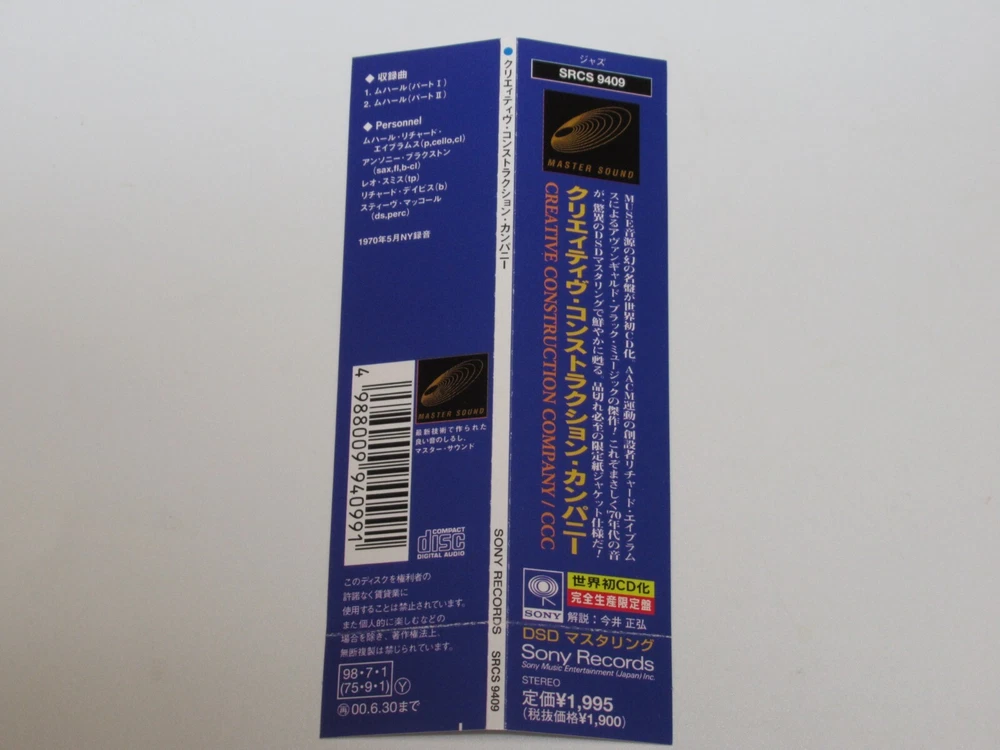 ◆ 収録曲
1. ムハール(パートⅠ)
2. ムハール(パートⅡ)
◆ Personnel
ムハール・リチャード・
エイブラムス(p,cello,cl)
アンソニー・ブラクストン
(sax,fl,b-cl)
レオ・スミス(tp)
リチャード・デイビス(b)
スティーヴ・マッコール
(ds,perc)
1970年5月NY録音
4 988009 940991
MASTER SOUND
最新技術で作られた
良い音のしるし。
マスター・サウンド
COMPACT
disc
DIGITAL AUDIO
このディスクを権利者の
許諾なく賃貸業に
使用することは禁止されています。
また個人的に楽しむなどの
場合を除き、著作権法上、
無断複製は禁じられています。
98・7・1
(75・9・1)
Y
再00.6.30まで
クリエイティヴ・コンストラクション・カンパニー
SONY RECORDS SRCS 9409
ジャズ
SRCS 9409
MASTER SOUND
MUSE音源の幻の名盤が世界初CD化。AACM運動の創設者リチャード・エイブラム
スによるアヴァンギャルド・ブラック・ミュージックの傑作!これぞまさしく'70年代の音
が、驚異のDSDマスタリングで鮮やかに甦る。品切れ必至の限定紙ジャケット仕様だ!
クリエイティヴ・コンストラクション・カンパニー
CREATIVE CONSTRUCTION COMPANY / CCC
SONY
世界初CD化
完全生産限定盤
解説：今井 正弘
DSD マスタリング
Sony Records
Sony Music Entertainment (Japan) Inc.
STEREO
定価¥1,995
(税抜価格¥1,900)